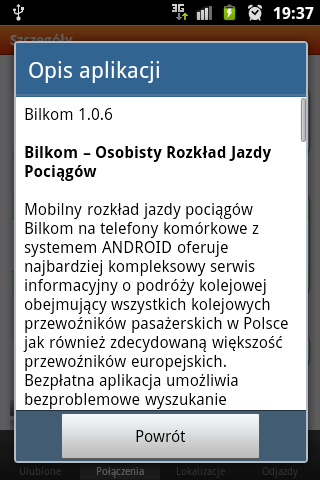 3G
19:37
Szczegóły
Opis aplikacji
Bilkom 1.0.6
Bilkom – Osobisty Rozkład Jazdy
Pociągów
Mobilny rozkład jazdy pociągów
Bilkom na telefony komórkowe z
systemem ANDROID oferuje
najbardziej kompleksowy serwis
informacyjny o podróży kolejowej
obejmujący wszystkich kolejowych
przewoźników pasażerskich w Polsce
jak również zdecydowaną większość
przewoźników europejskich.
Bezpłatna aplikacja umożliwia
bezproblemowe wyszukanie
Powrót
Ulubione Połączenia Lokalizacje Odjazdy